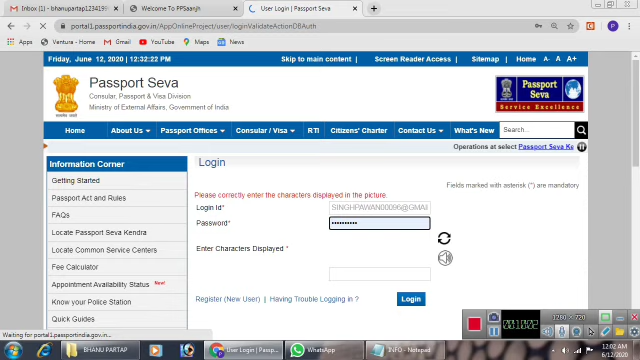 Inbox (1) - bhanupartap1234199
Welcome to PPSaanjh
User Login | Passport Seva
portal1.passportindia.gov.in/AppOnlineProject/user/loginValidateActionDBAuth
Apps
Ventura - Home
Gmail
YouTube
Maps
Other bookmarks
Friday, June 12, 2020 12:32:22 PM
Skip to main content
Screen Reader Access
Sitemap
Home
A-
A
A+
Passport Seva
Consular, Passport & Visa Division
Ministry of External Affairs, Government of India
Passport
Seva
Service Excellence
Home
About Us
Passport Offices
Consular / Visa
RTI
Citizens' Charter
Contact Us
What's New
Search...
Operations at select Passport Seva Ke
Information Corner
Getting Started
Passport Act and Rules
FAQs
Locate Passport Seva Kendra
Locate Common Service Centers
Fee Calculator
Appointment Availability Status New!
Know your Police Station
Quick Guides
Login
Fields marked with asterisk (*) are mandatory
Please correctly enter the characters displayed in the picture.
Login Id*
SINGHPAWAN00096@GMAI
Password*
Enter Characters Displayed *
Register (New User) | Having Trouble Logging in ?
Login
Waiting for portal1.passportindia.gov.in...
1280 × 720
BHANU PARTAP
User Login | Passp...
WhatsApp
INFO - Notepad
12:02 AM
6/12/2020